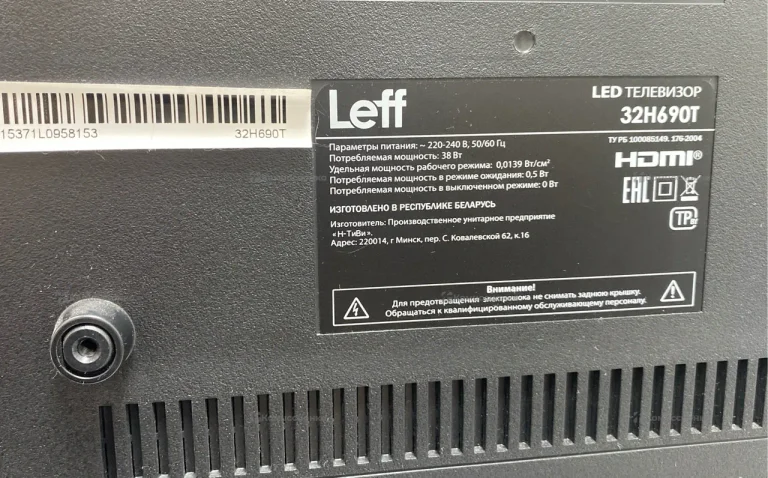 15371L0958153
32H690T
Leff
LED ТЕЛЕВИЗОР
32H690T
ТУ РБ 100085149. 176-2004
Параметры питания: ~ 220-240 В, 50/60 Гц
Потребляемая мощность: 38 Вт
Удельная мощность рабочего режима: 0,0139 Вт/см²
Потребляемая мощность в режиме ожидания: 0,5 Вт
Потребляемая мощность в выключенном режиме: 0 Вт
HDMI®
EAC
ИЗГОТОВЛЕНО В РЕСПУБЛИКЕ БЕЛАРУСЬ
Изготовитель: Производственное унитарное предприятие
«Н-ТиВи».
Адрес: 220014, г Минск, пер. С. Ковалевской 62, к.16
Внимание!
Для предотвращения электрошока не снимать заднюю крышку.
Обращаться к квалифицированному обслуживающему персоналу.